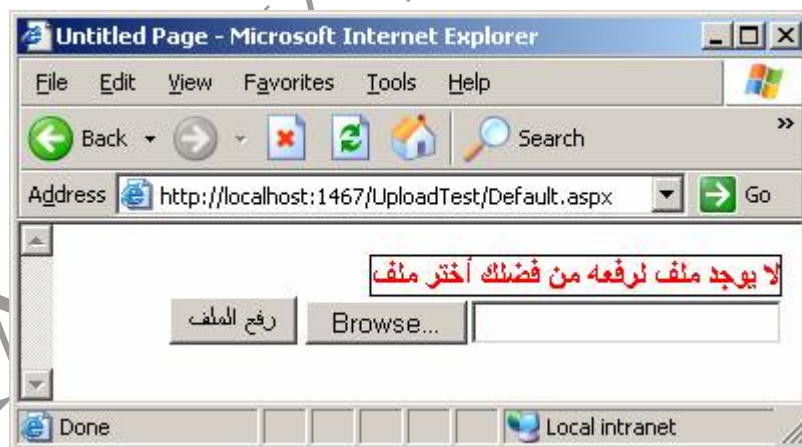 Untitled Page - Microsoft Internet Explorer
File Edit View Favorites Tools Help
Back Search »
Address http://localhost:1467/UploadTest/Default.aspx Go
لا يوجد ملف لرفعه من فضلك أختر ملف
Browse... رفع الملف
Done Local intranet